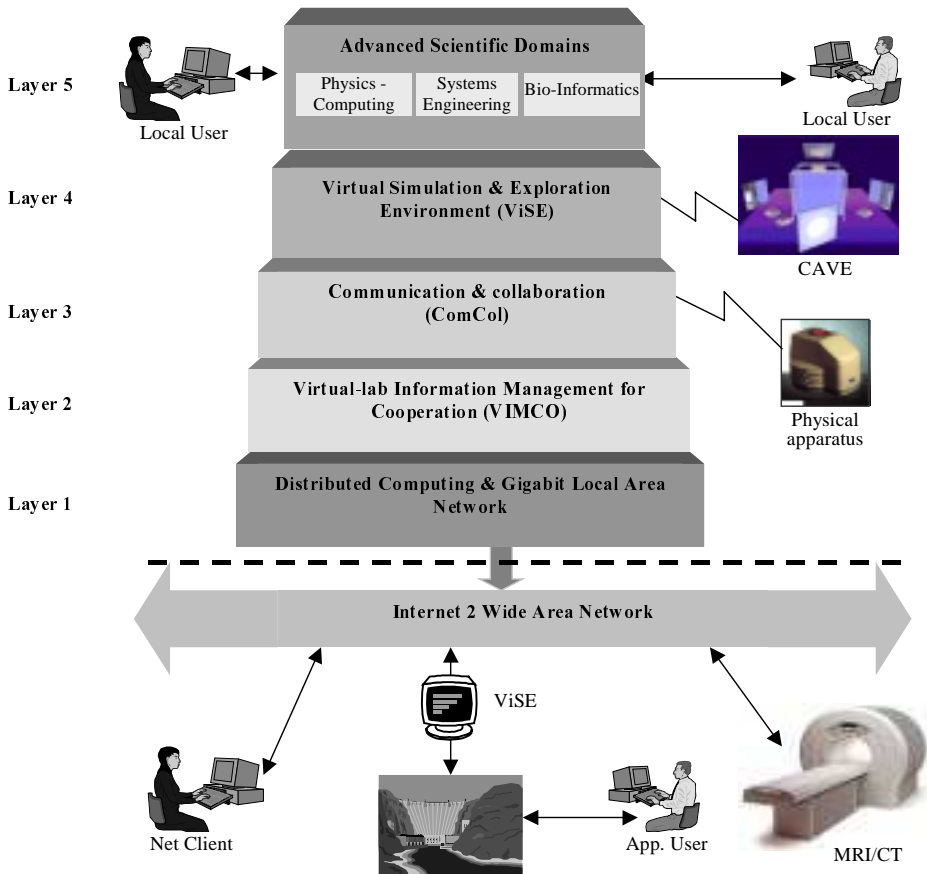 Advanced Scientific Domains
Layer 5
Physics -
Computing
Systems
Engineering
Bio-Informatics
Local User
Local User
Layer 4
Virtual Simulation & Exploration
Environment (ViSE)
CAVE
Layer 3
Communication & collaboration
(ComCol)
Layer 2
Virtual-lab Information Management for
Cooperation (VIMCO)
Physical
apparatus
Layer 1
Distributed Computing & Gigabit Local Area
Network
Internet 2 Wide Area Network
ViSE
Net Client
App. User
MRI/CT